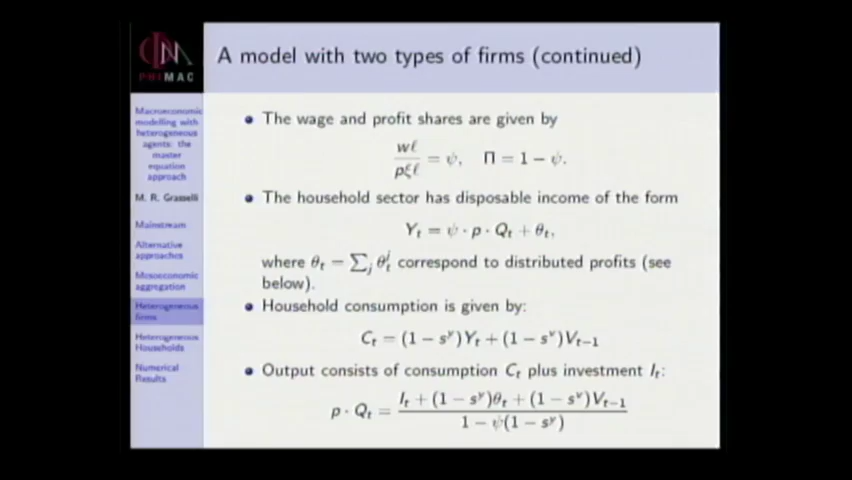 A model with two types of firms (continued)
PHIMAC
Macroeconomic
modelling with
heterogeneous
agents: the
master
equation
approach
M. R. Grasselli
Mainstream
Alternative
approaches
Mesoeconomic
aggregation
Heterogeneous
firms
Heterogeneous
Households
Numerical
Results
• The wage and profit shares are given by
wℓ / pξℓ = ψ, Π = 1 − ψ.
• The household sector has disposable income of the form
Y_t = ψ · p · Q_t + θ_t,
where θ_t = ∑_j θ_t^j correspond to distributed profits (see
below).
• Household consumption is given by:
C_t = (1 − s^y)Y_t + (1 − s^v)V_{t−1}
• Output consists of consumption C_t plus investment I_t:
p · Q_t = (I_t + (1 − s^y)θ_t + (1 − s^v)V_{t−1}) / (1 − ψ(1 − s^y))